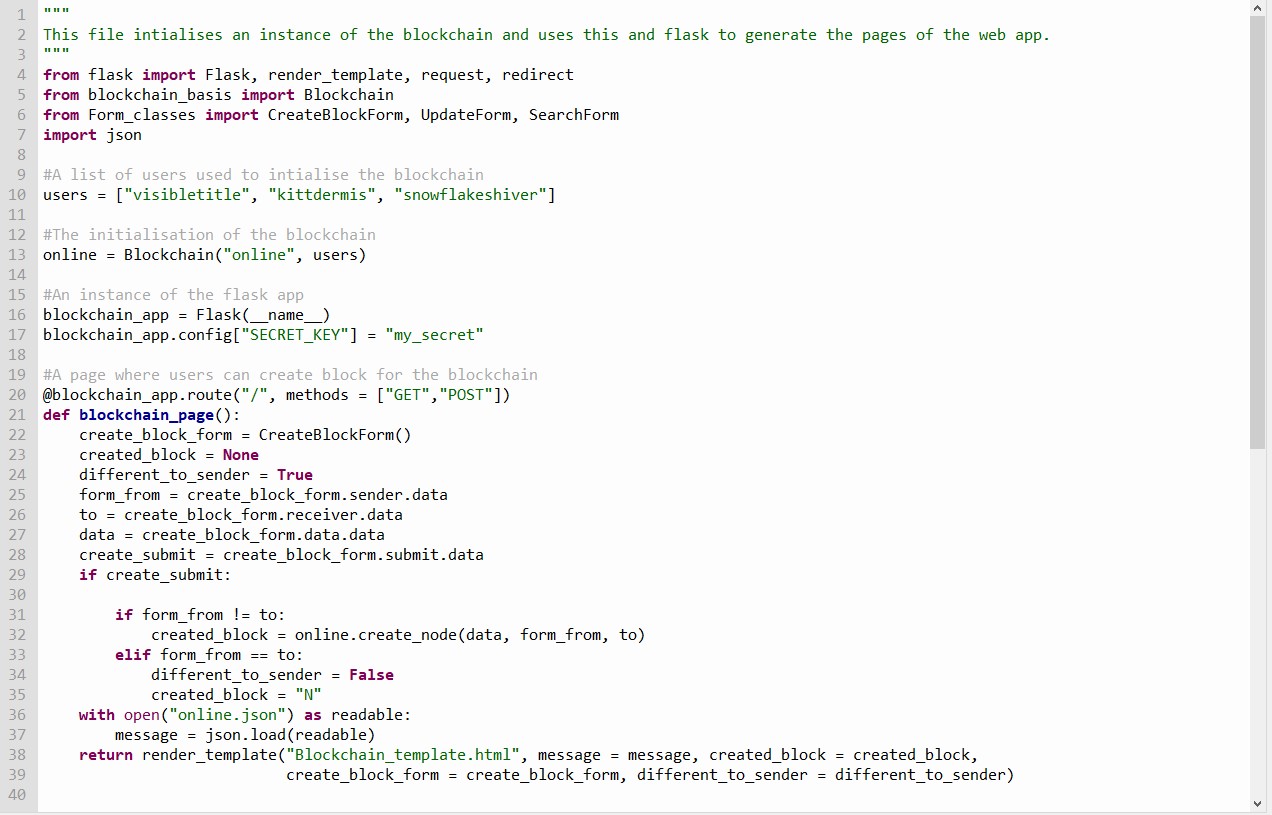 1 """
2 This file intialises an instance of the blockchain and uses this and flask to generate the pages of the web app.
3 """
4 from flask import Flask, render_template, request, redirect
5 from blockchain_basis import Blockchain
6 from Form_classes import CreateBlockForm, UpdateForm, SearchForm
7 import json
8
9 #A list of users used to intialise the blockchain
10 users = ["visibletitle", "kittdermis", "snowflakeshiver"]
11
12 #The initialisation of the blockchain
13 online = Blockchain("online", users)
14
15 #An instance of the flask app
16 blockchain_app = Flask(__name__)
17 blockchain_app.config["SECRET_KEY"] = "my_secret"
18
19 #A page where users can create block for the blockchain
20 @blockchain_app.route("/", methods = ["GET","POST"])
21 def blockchain_page():
22     create_block_form = CreateBlockForm()
23     created_block = None
24     different_to_sender = True
25     form_from = create_block_form.sender.data
26     to = create_block_form.receiver.data
27     data = create_block_form.data.data
28     create_submit = create_block_form.submit.data
29     if create_submit:
30
31         if form_from != to:
32             created_block = online.create_node(data, form_from, to)
33         elif form_from == to:
34             different_to_sender = False
35             created_block = "N"
36     with open("online.json") as readable:
37         message = json.load(readable)
38     return render_template("Blockchain_template.html", message = message, created_block = created_block,
39                            create_block_form = create_block_form, different_to_sender = different_to_sender)
40